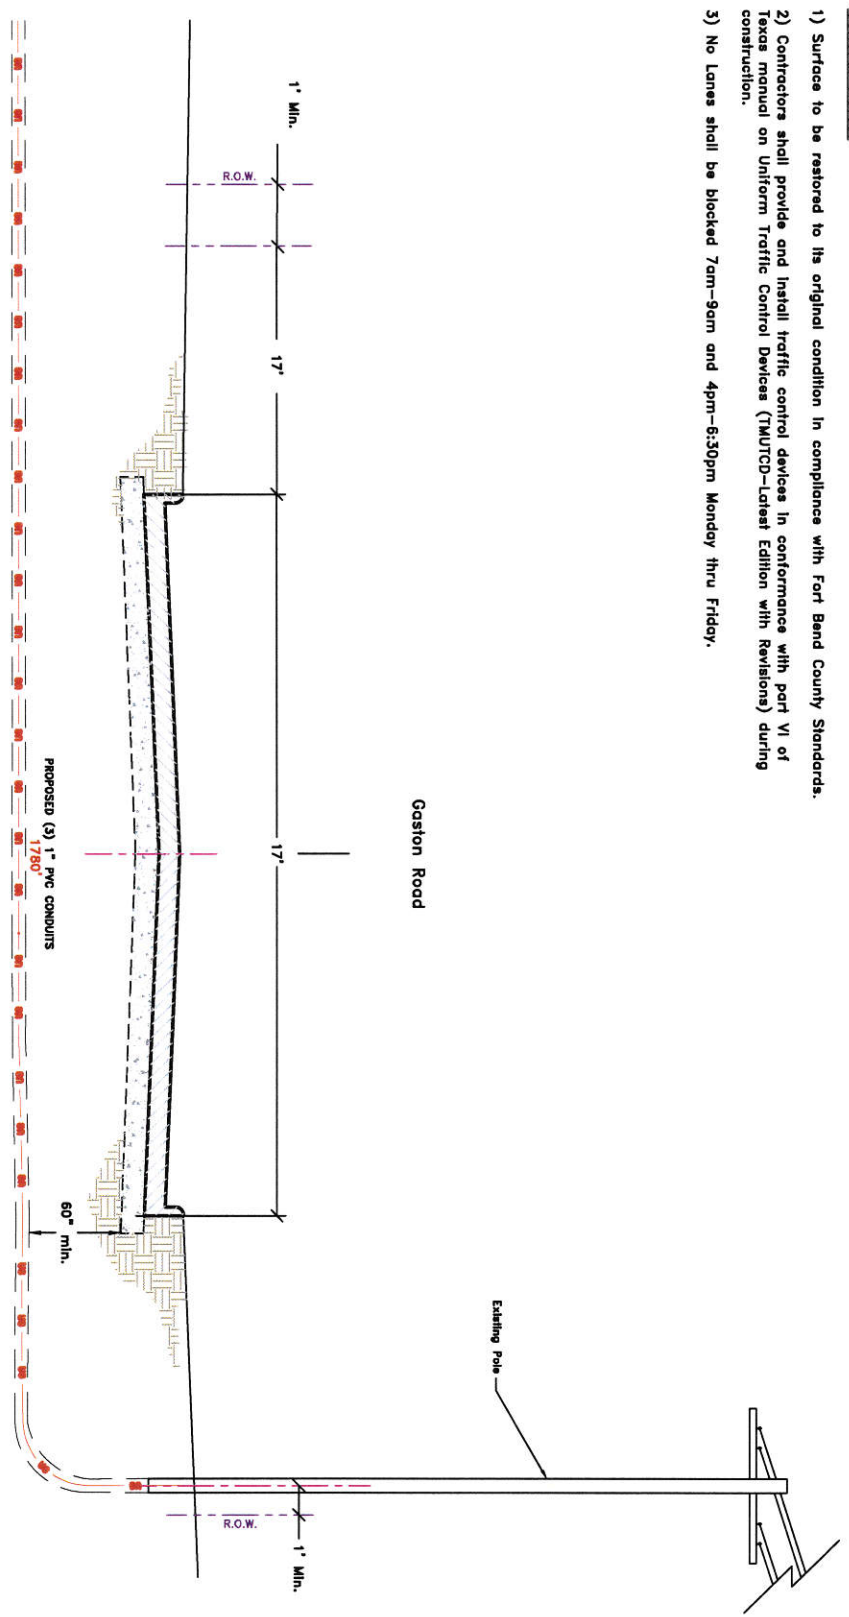 1) Surface to be restored to its original condition in compliance with Fort Bend County Standards.
2) Contractors shall provide and install traffic control devices in conformance with part VI of
Texas manual on Uniform Traffic Control Devices (TMUTCD-Latest Edition with Revisions) during
construction.
3) No Lanes shall be blocked 7am-9am and 4pm-6:30pm Monday thru Friday.
Existing Pole
Gaston Road
1' Min.
17'
17'
1' Min.
R.O.W.
R.O.W.
60" min.
PROPOSED (3) 1" PVC CONDUITS
1780'